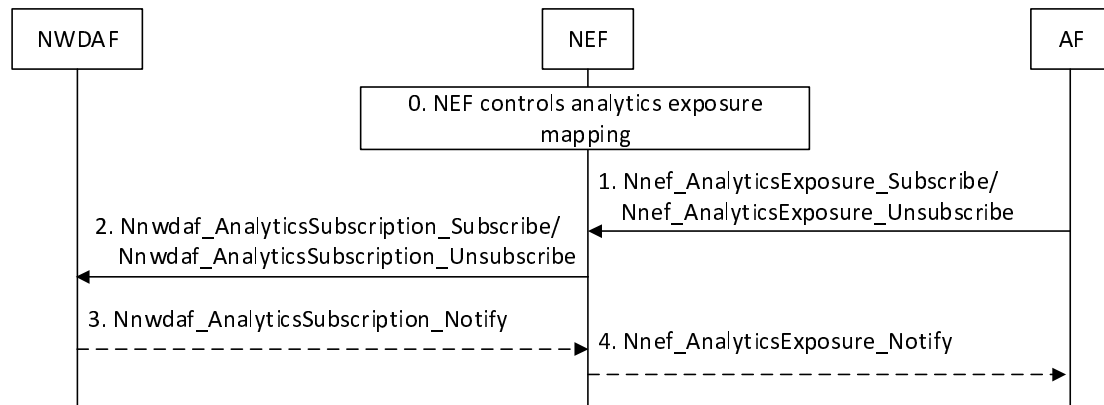 NWDAF
NEF
AF
0. NEF controls analytics exposure
mapping
1. Nnef_AnalyticsExposure_Subscribe/
Nnef_AnalyticsExposure_Unsubscribe
2. Nnwdaf_AnalyticsSubscription_Subscribe/
Nnwdaf_AnalyticsSubscription_Unsubscribe
3. Nnwdaf_AnalyticsSubscription_Notify
4. Nnef_AnalyticsExposure_Notify